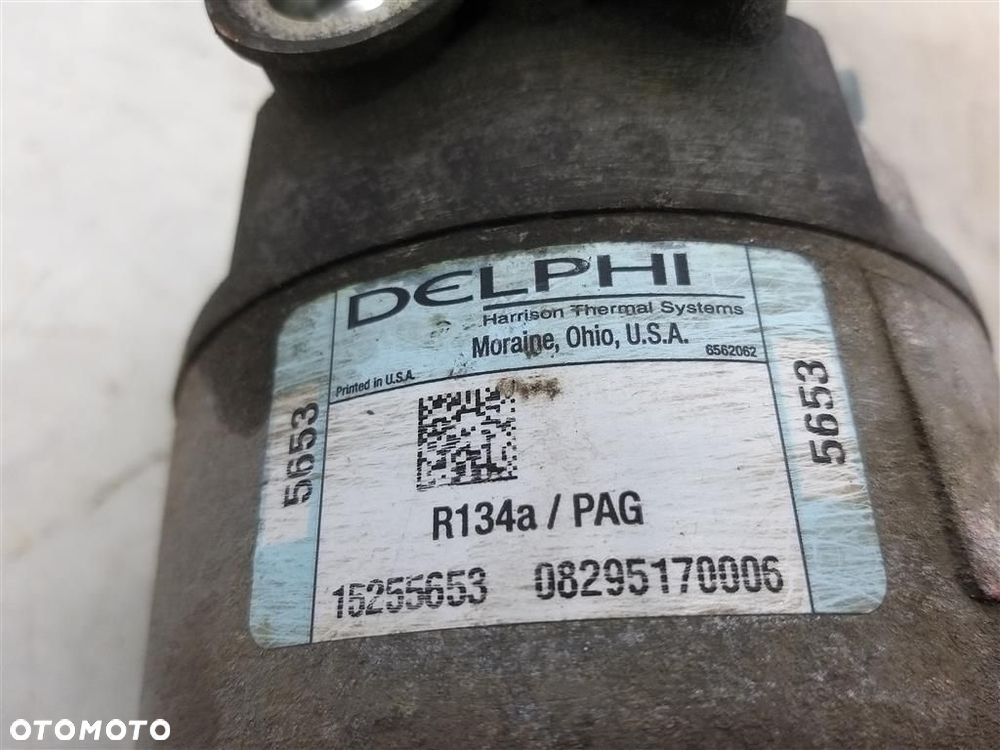 DELPHI
Harrison Thermal Systems
Moraine, Ohio, U.S.A.
6562062
Printed in U.S.A.
5653
5653
R134a / PAG
15255653 08295170006
OTOMOTO